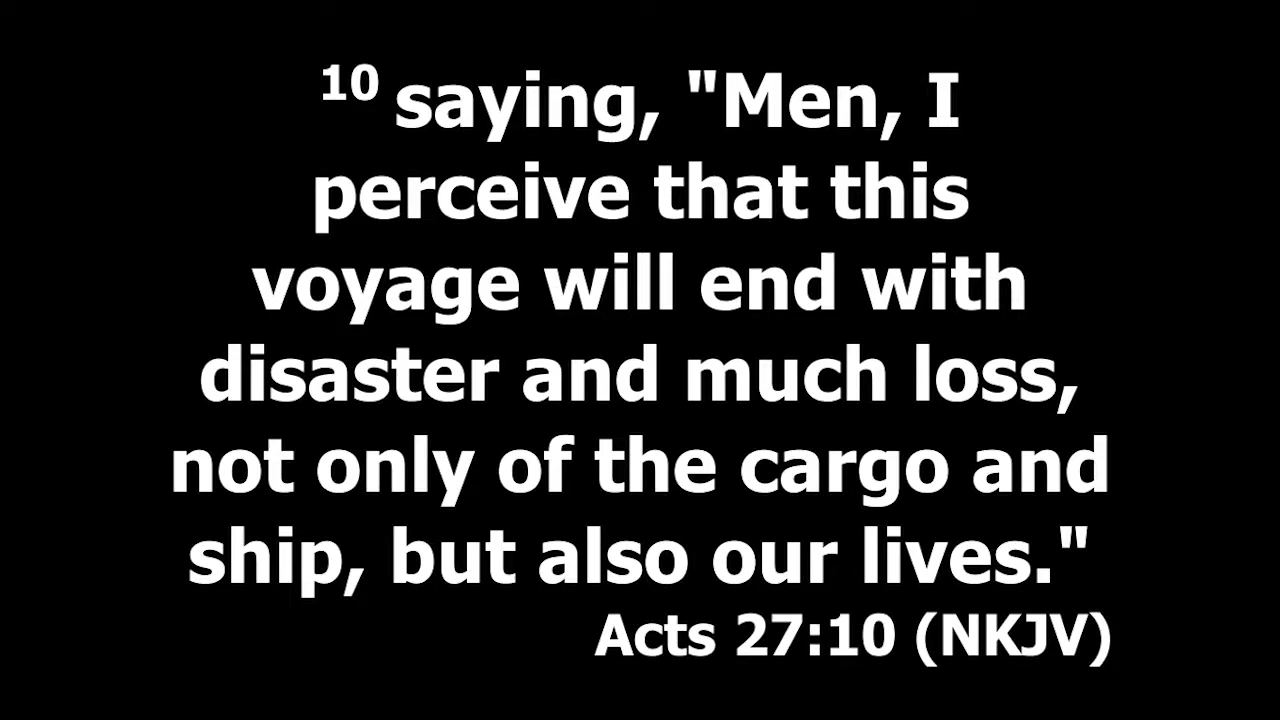 10 saying, "Men, I
perceive that this
voyage will end with
disaster and much loss,
not only of the cargo and
ship, but also our lives."
Acts 27:10 (NKJV)